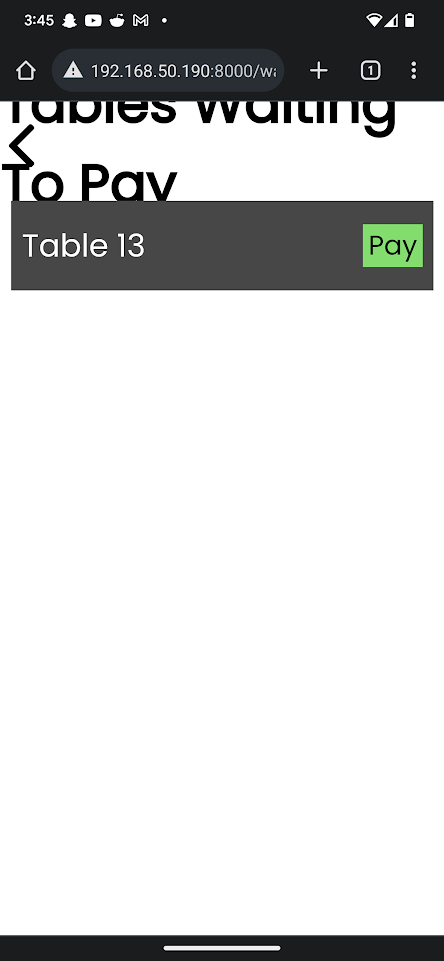 3:45
192.168.50.190:8000/wa
1
Tables Waiting
To Pay
Table 13
Pay